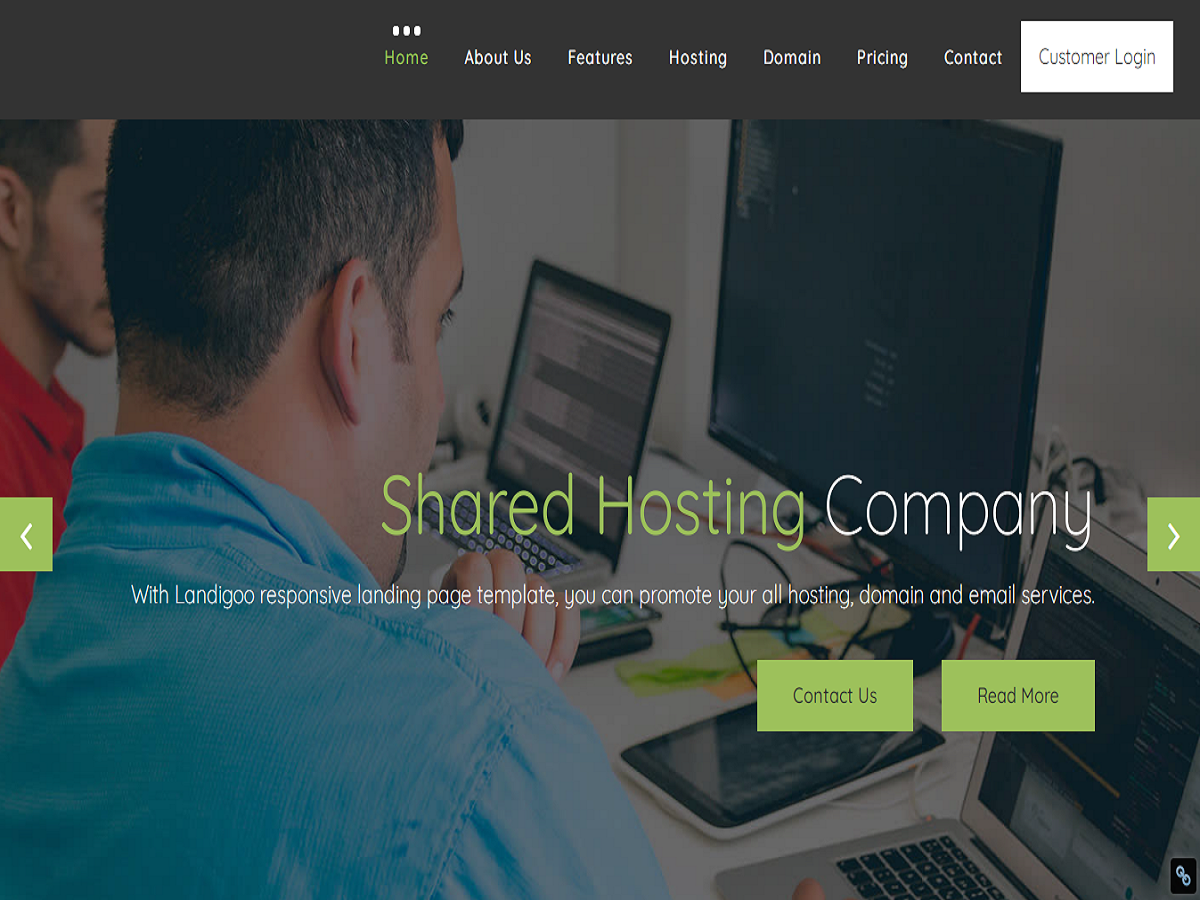 Home About Us Features Hosting Domain Pricing Contact Customer Login
Shared Hosting Company
With Landigoo responsive landing page template, you can promote your all hosting, domain and email services.
Contact Us Read More